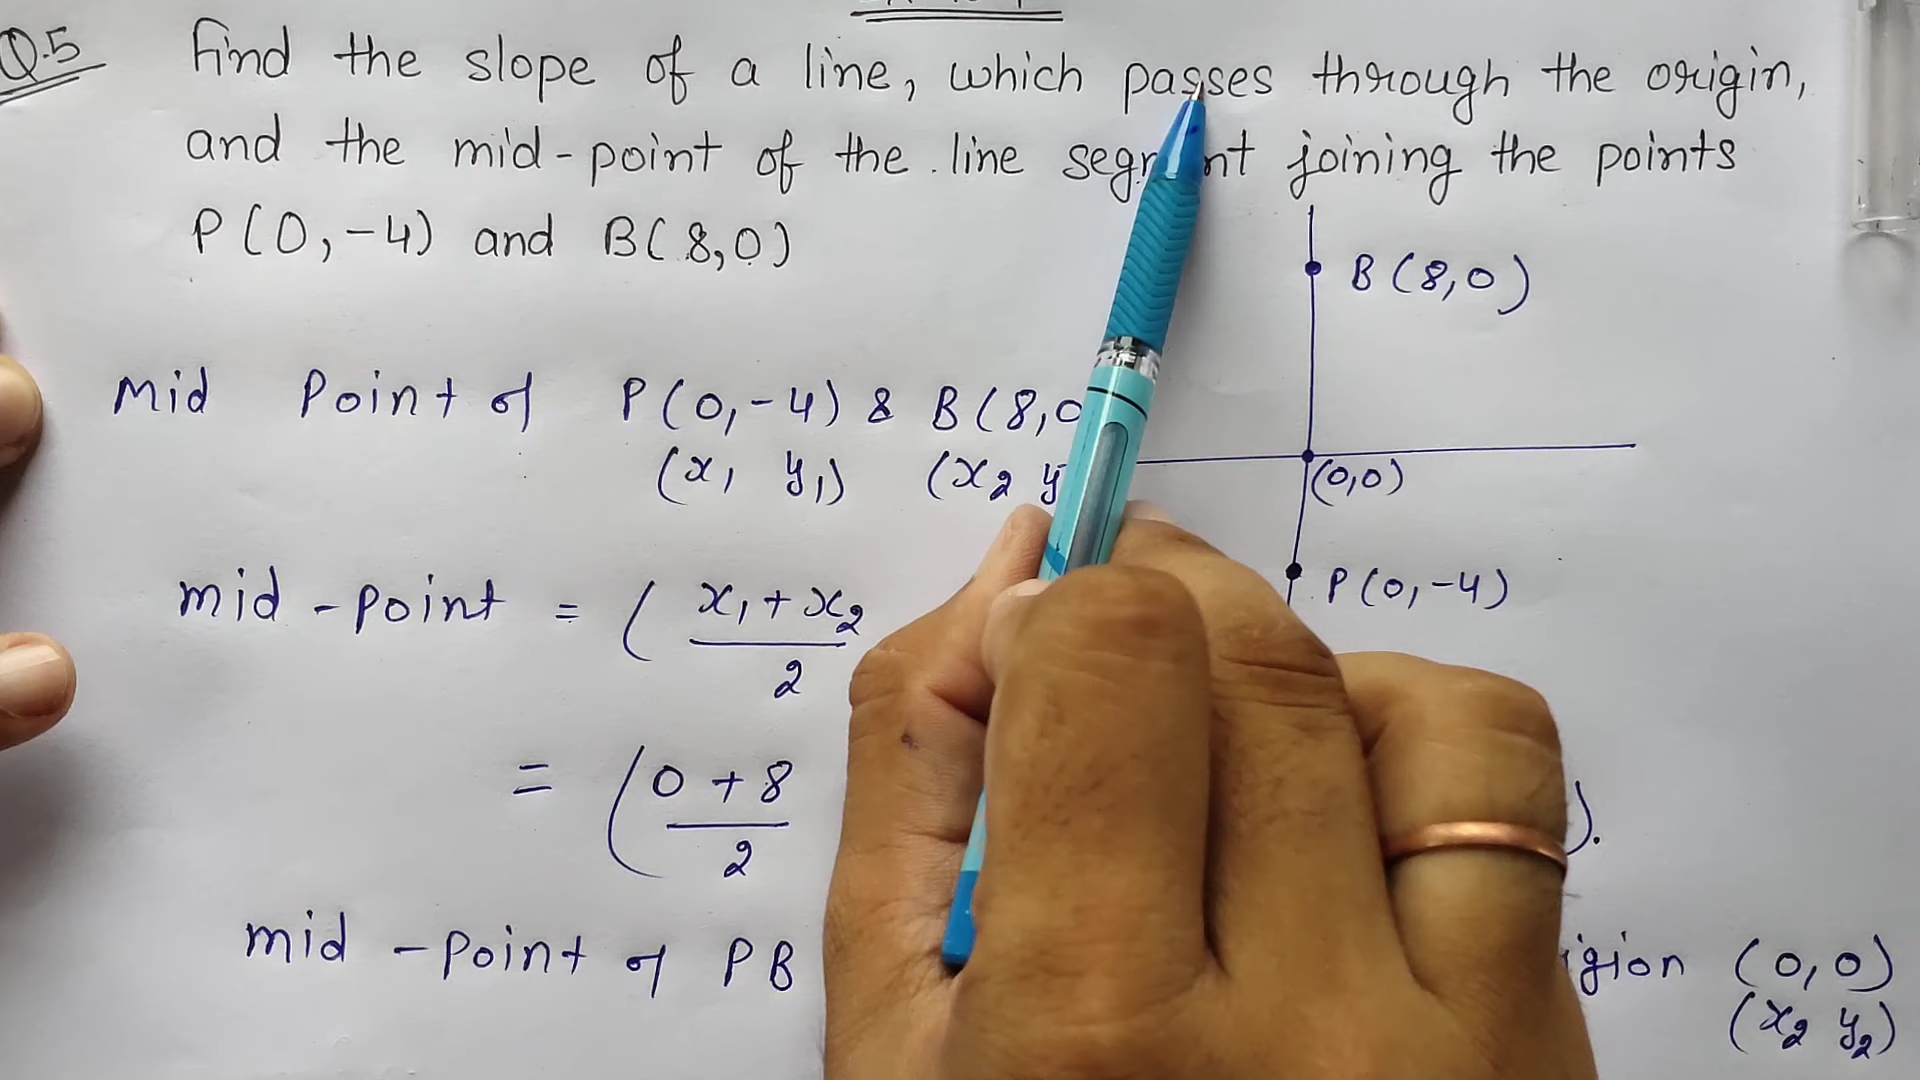 Q.5 Find the slope of a line, which passes through the origin,
and the mid-point of the line joining the points
P(0,-4) and B(8,0)
B(8,0)
Mid Point of P(0,-4) & B(8,0
(x1 y1) (x2 y
(0,0)
P(0,-4)
mid-point = ( x1+x2
2
= ( 0+8 ).
2
mid-point of PB (0,0)
(x2 y2)